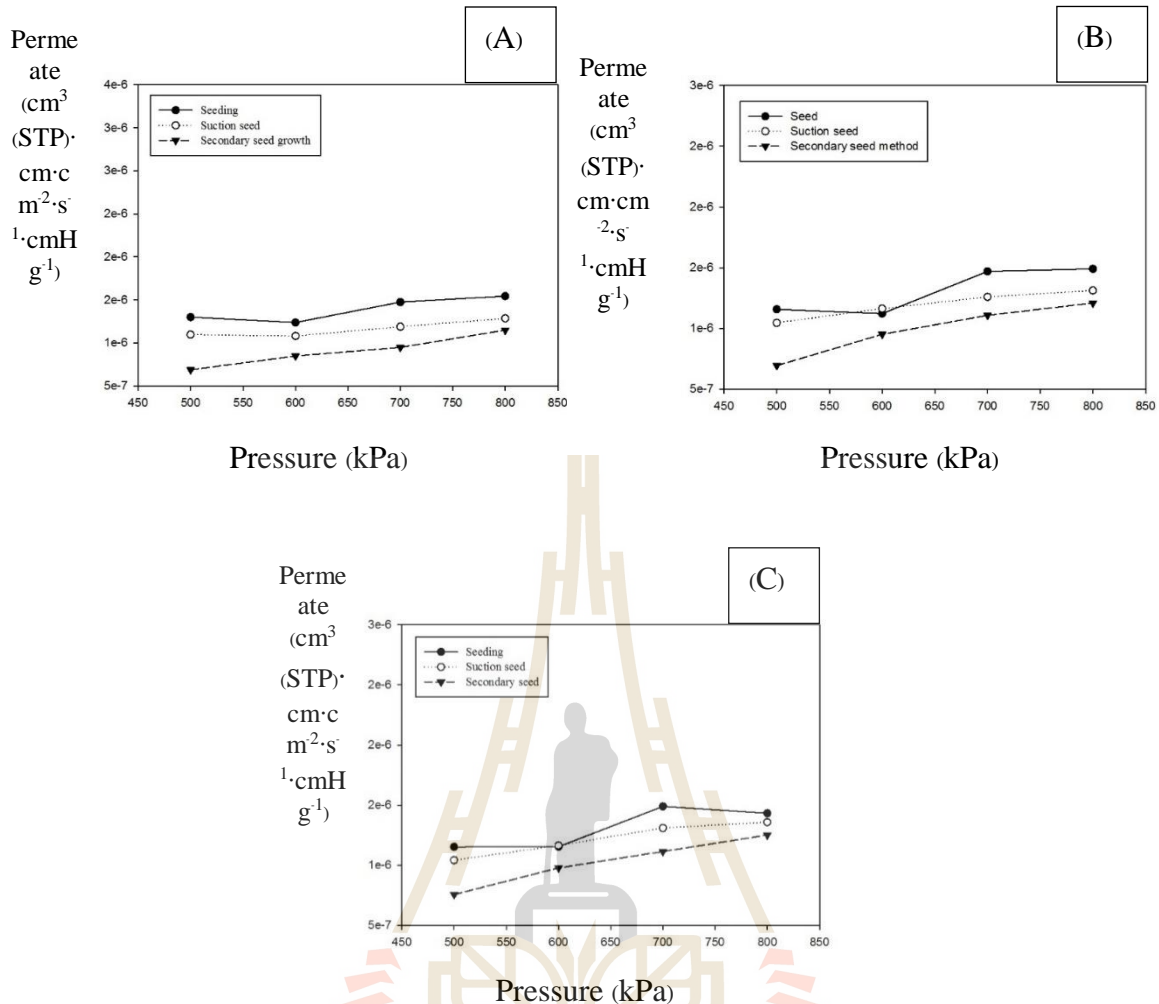 (A)
Perme
ate
(cm³
(STP)·
cm·c
m⁻²·s⁻
¹·cmH
g⁻¹)
4e-6
3e-6
3e-6
2e-6
2e-6
2e-6
1e-6
5e-7
Seeding
Suction seed
Secondary seed growth
450 500 550 600 650 700 750 800 850
Pressure (kPa)
(B)
Perme
ate
(cm³
(STP)·
cm·cm
⁻²·s⁻
¹·cmH
g⁻¹)
3e-6
2e-6
2e-6
2e-6
1e-6
5e-7
Seed
Suction seed
Secondary seed method
450 500 550 600 650 700 750 800 850
Pressure (kPa)
(C)
Perme
ate
(cm³
(STP)·
cm·c
m⁻²·s⁻
¹·cmH
g⁻¹)
3e-6
2e-6
2e-6
2e-6
1e-6
5e-7
Seeding
Suction seed
Secondary seed
450 500 550 600 650 700 750 800 850
Pressure (kPa)